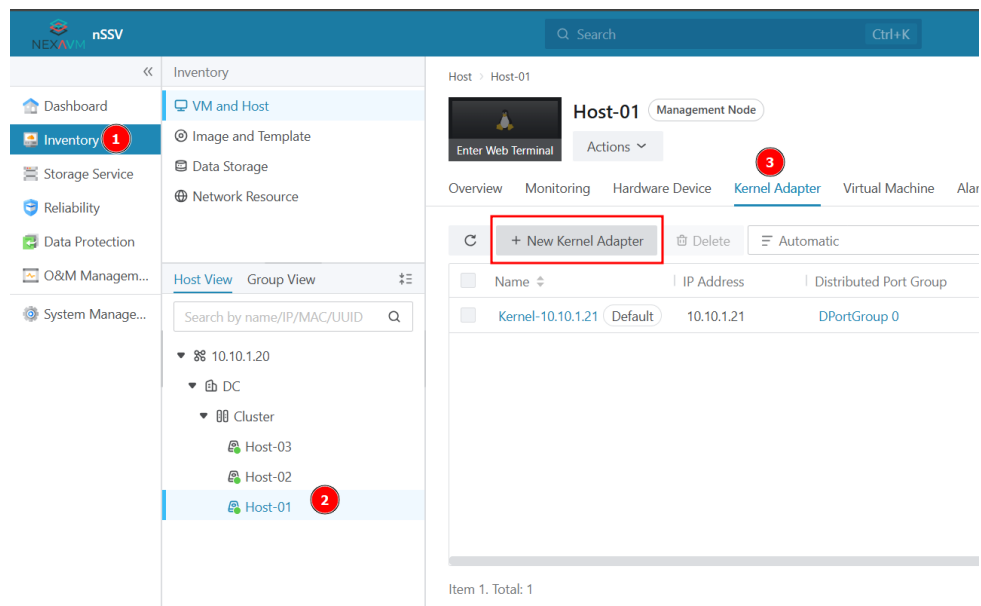 NEXAVM nSSV
Search Ctrl+K
Dashboard
Inventory 1
Storage Service
Reliability
Data Protection
O&M Managem...
System Manage...
Inventory
VM and Host
Image and Template
Data Storage
Network Resource
Host View Group View
Search by name/IP/MAC/UUID
10.10.1.20
DC
Cluster
Host-03
Host-02
Host-01 2
Host > Host-01
Enter Web Terminal
Host-01 Management Node
Actions
3
Overview Monitoring Hardware Device Kernel Adapter Virtual Machine Alar
+ New Kernel Adapter Delete Automatic
Name IP Address Distributed Port Group
Kernel-10.10.1.21 Default 10.10.1.21 DPortGroup 0
Item 1. Total: 1